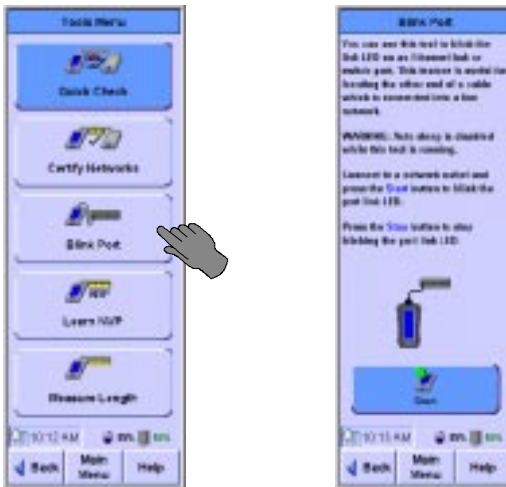 Tools Menu
Quick Check
Certify Networks
Blink Port
Learn NVP
Measure Length
10:12 AM
Back
Main Menu
Help
Blink Port
You can use this tool to blink the
link LED on an Ethernet hub or
switch port. This feature is useful for
locating the other end of a cable
which is connected into a live
network.
WARNING: Auto sleep is disabled
while this test is running.
Connect to a network outlet and
press the Start button to blink the
port link LED.
Press the Stop button to stop
blinking the port link LED.
Start
10:15 AM
Back
Main Menu
Help